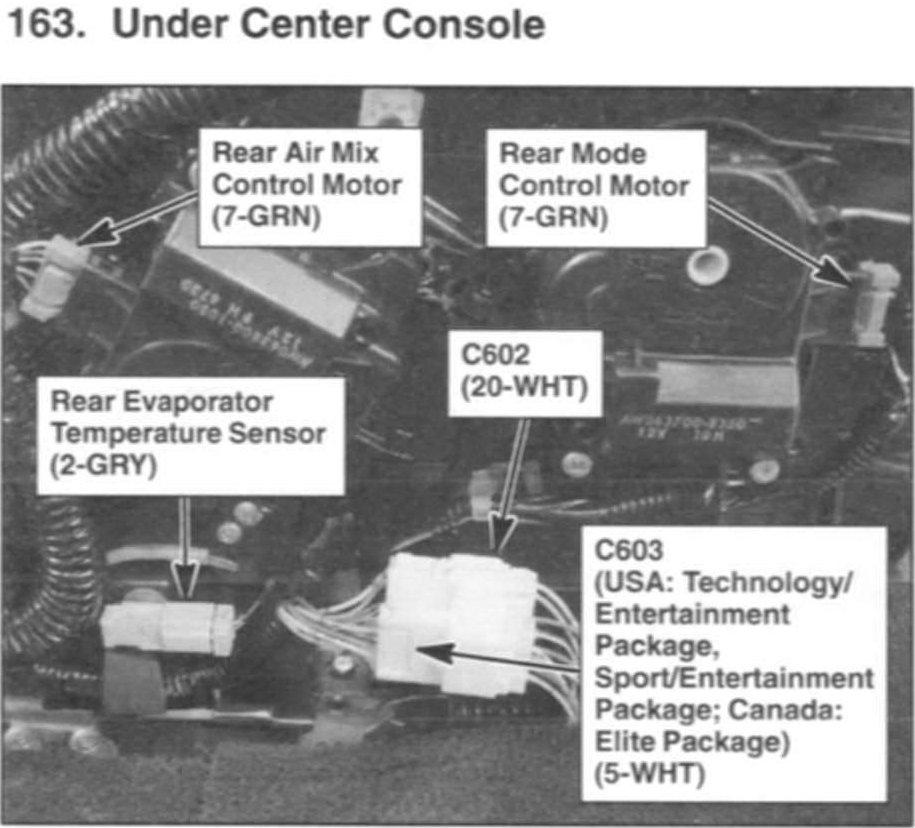 163. Under Center Console
Rear Air Mix
Control Motor
(7-GRN)
Rear Mode
Control Motor
(7-GRN)
C602
(20-WHT)
Rear Evaporator
Temperature Sensor
(2-GRY)
C603
(USA: Technology/
Entertainment
Package,
Sport/Entertainment
Package; Canada:
Elite Package)
(5-WHT)